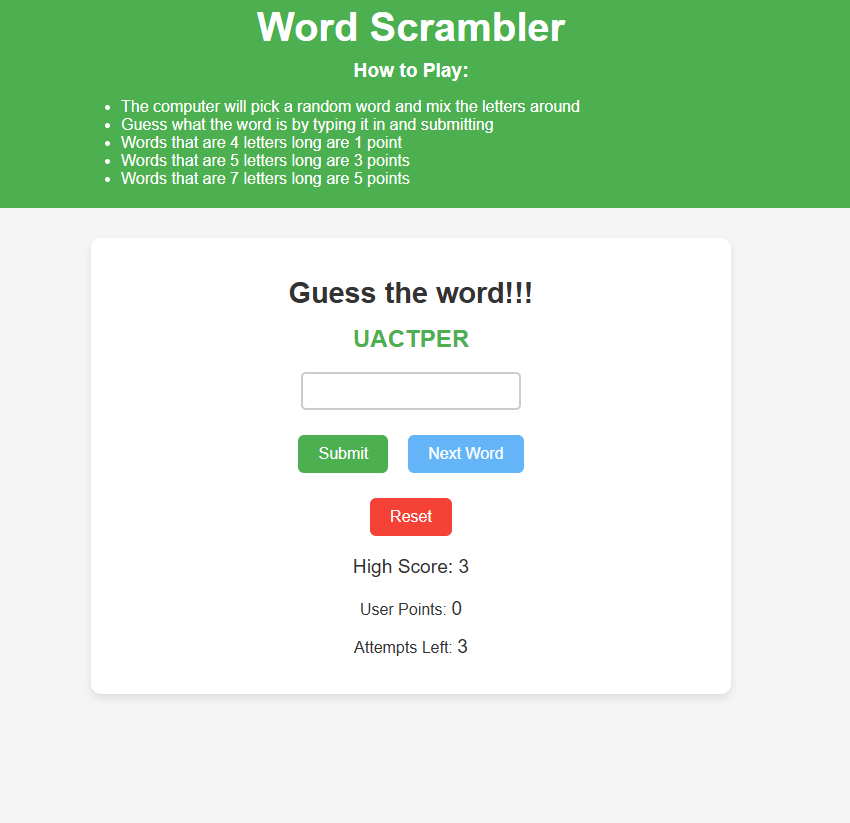 Word Scrambler
How to Play:
The computer will pick a random word and mix the letters around
Guess what the word is by typing it in and submitting
Words that are 4 letters long are 1 point
Words that are 5 letters long are 3 points
Words that are 7 letters long are 5 points
Guess the word!!!
UACTPER
Submit Next Word
Reset
High Score: 3
User Points: 0
Attempts Left: 3